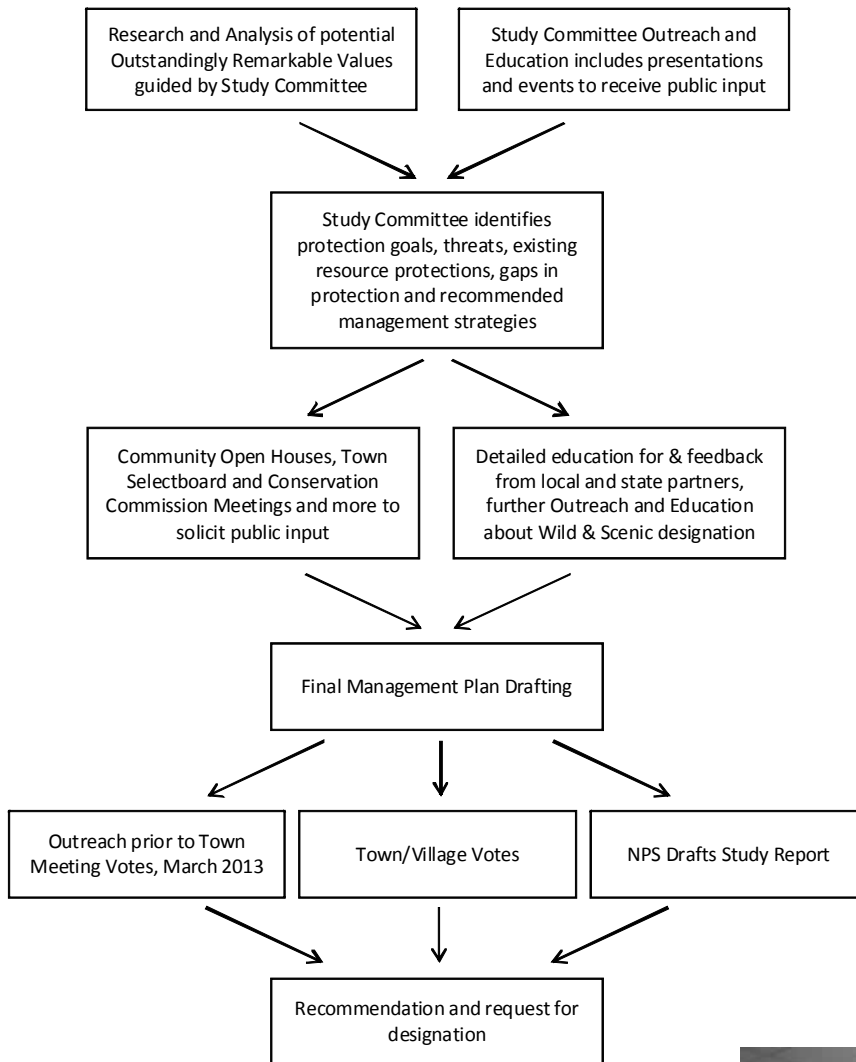 Research and Analysis of potential
Outstandingly Remarkable Values
guided by Study Committee
Study Committee Outreach and
Education includes presentations
and events to receive public input
Study Committee identifies
protection goals, threats, existing
resource protections, gaps in
protection and recommended
management strategies
Community Open Houses, Town
Selectboard and Conservation
Commission Meetings and more to
solicit public input
Detailed education for & feedback
from local and state partners,
further Outreach and Education
about Wild & Scenic designation
Final Management Plan Drafting
Outreach prior to Town
Meeting Votes, March 2013
Town/Village Votes
NPS Drafts Study Report
Recommendation and request for
designation